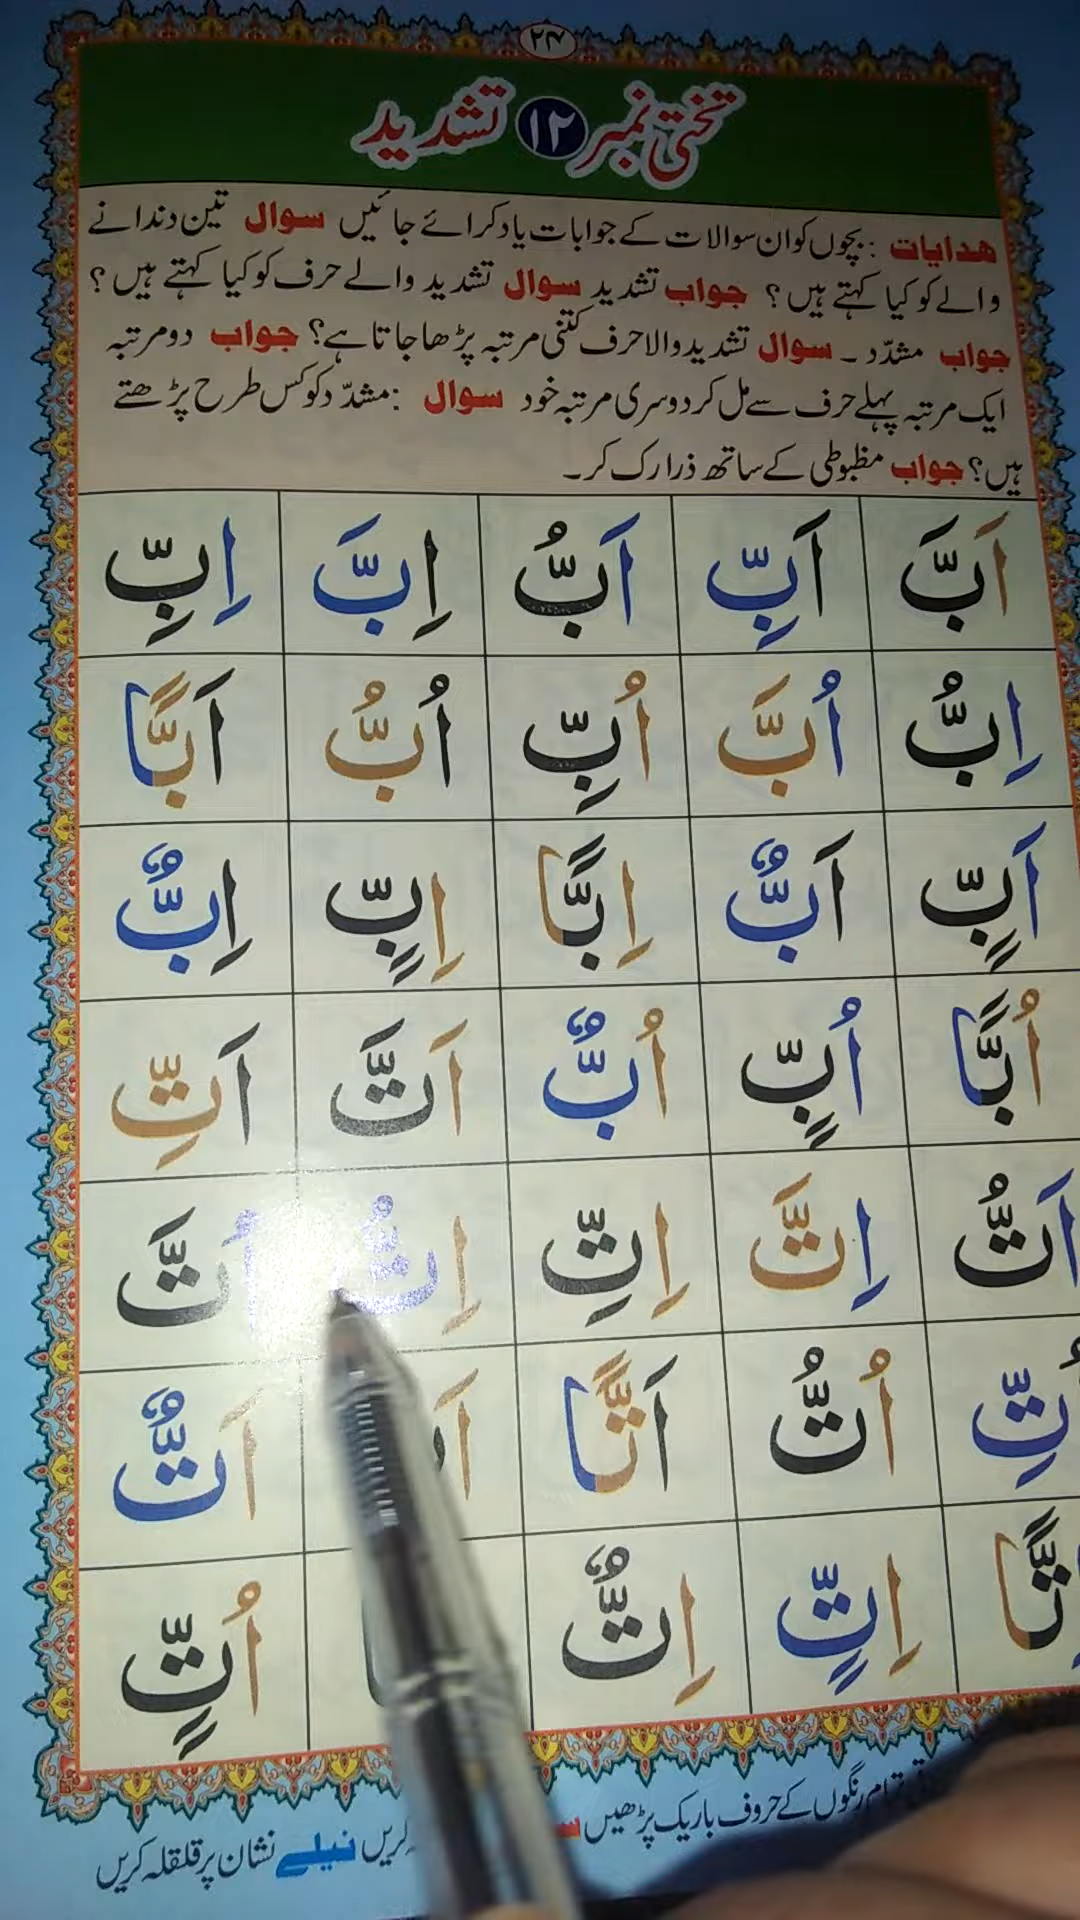 ۲۴
تختی نمبر ۱۲ تشدید
ھدایات : بچوں کو ان سوالات کے جوابات یاد کرائے جائیں سوال تین دندانے
والے کو کیا کہتے ہیں ؟ جواب تشدید سوال تشدید والے حرف کو کیا کہتے ہیں ؟
جواب مشدّد ۔ سوال تشدید والا حرف کتنی مرتبہ پڑھا جاتا ہے؟ جواب دو مرتبہ
ایک مرتبہ پہلے حرف سے مل کر دوسری مرتبہ خود سوال : مشدّد کو کس طرح پڑھتے
ہیں؟ جواب مظبوطی کے ساتھ ذرا رک کر ۔
اَبَّ اَبِّ اَبُّ اِبَّ اِبِّ
اِبُّ اُبَّ اُبِّ اُبُّ اَبًّا
اَبٍّ اَبٌّ اِبًّا اِبٍّ اِبٌّ
اُبًّا اُبٍّ اُبٌّ اَتَّ اَتِّ
اَتُّ اِتَّ اِتِّ اِتُّ اُتَّ
اُتِّ اُتُّ اَتًّا اَتٌّ
تًّا اِتٍّ اِتٌّ اُتٍّ
تمام رنگوں کے حروف باریک پڑھیں کریں نیلے نشان پر قلقلہ کریں